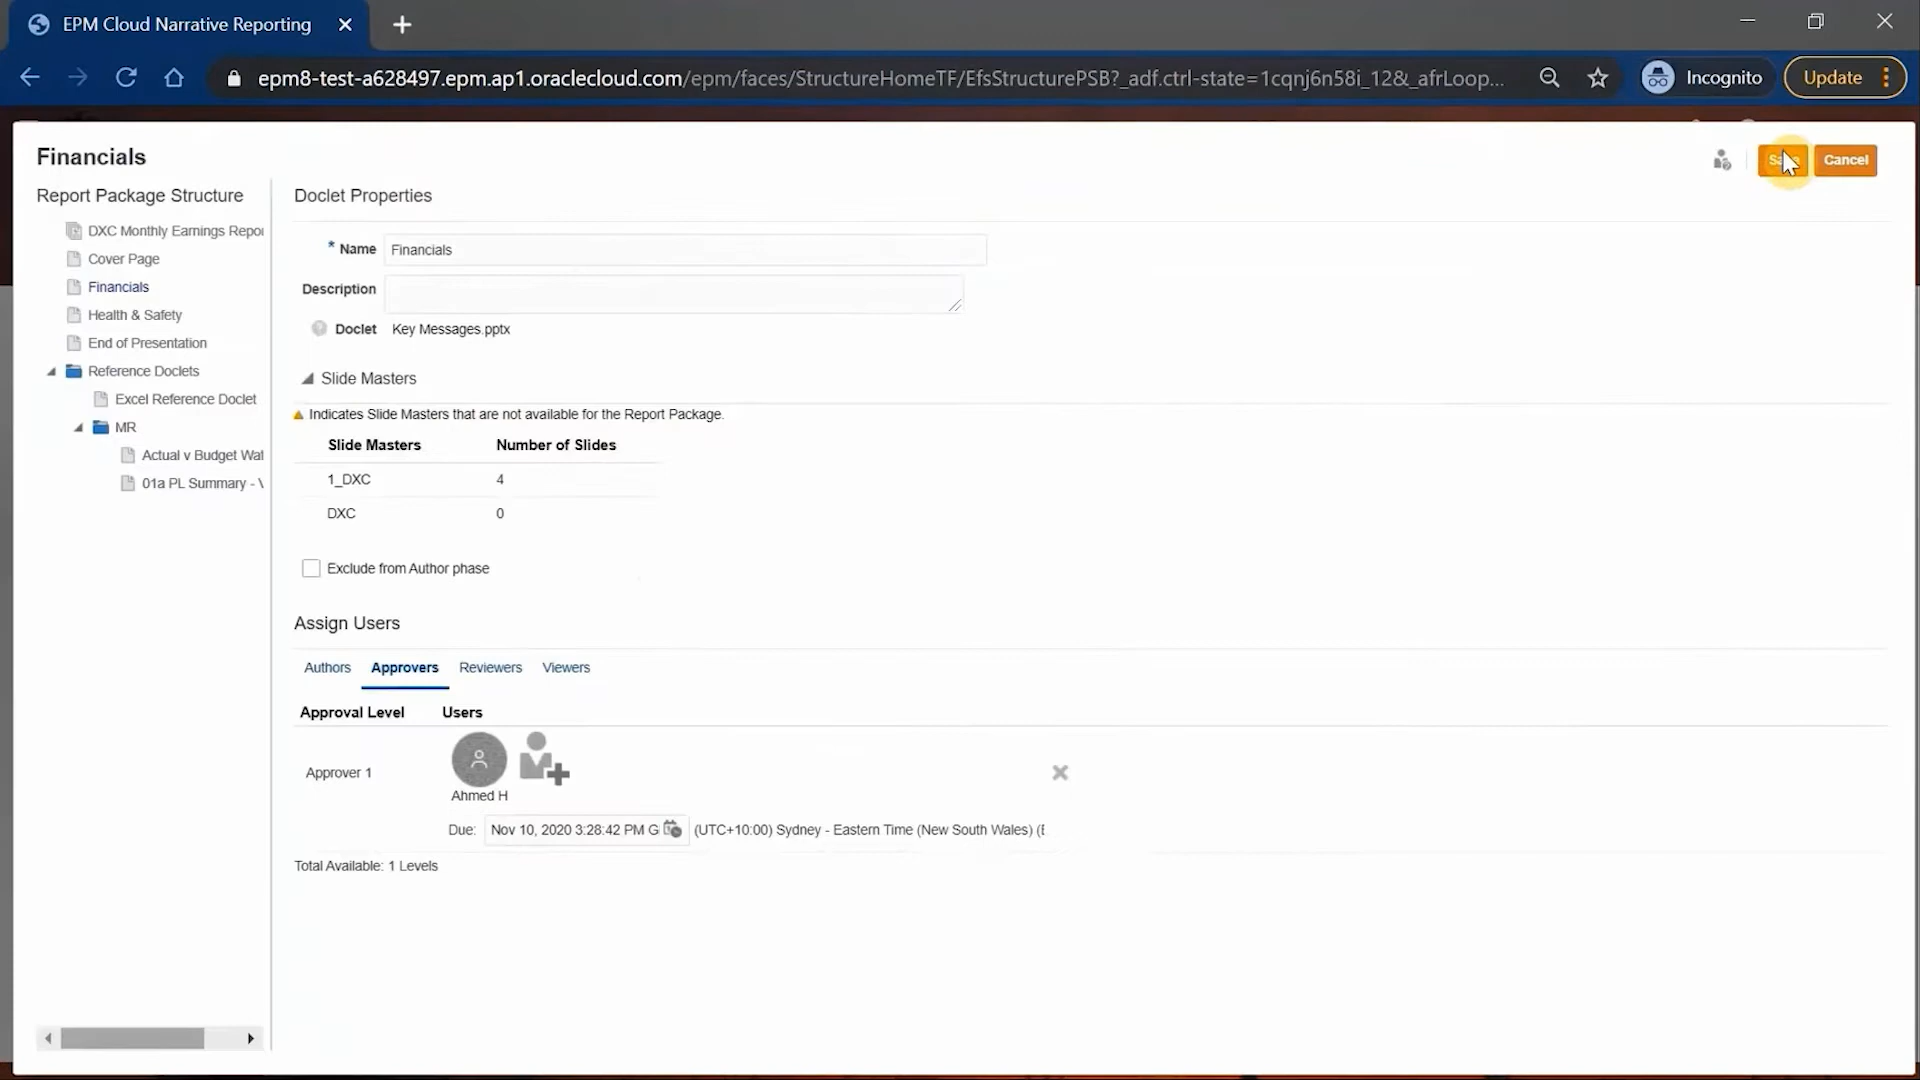 EPM Cloud Narrative Reporting
epm8-test-a628497.epm.ap1.oraclecloud.com/epm/faces/StructureHomeTF/EfsStructurePSB?_adf.ctrl-state=1cqnj6n58i_12&_afrLoop...
Incognito
Update
Financials
Cancel
Report Package Structure
DXC Monthly Earnings Repor
Cover Page
Financials
Health & Safety
End of Presentation
Reference Doclets
Excel Reference Doclet
MR
Actual v Budget Wat
01a PL Summary - V
Doclet Properties
* Name Financials
Description
Doclet Key Messages.pptx
Slide Masters
Indicates Slide Masters that are not available for the Report Package.
Slide Masters Number of Slides
1_DXC 4
DXC 0
Exclude from Author phase
Assign Users
Authors Approvers Reviewers Viewers
Approval Level Users
Approver 1
Ahmed H
Due: Nov 10, 2020 3:28:42 PM G (UTC+10:00) Sydney - Eastern Time (New South Wales) (E
Total Available: 1 Levels